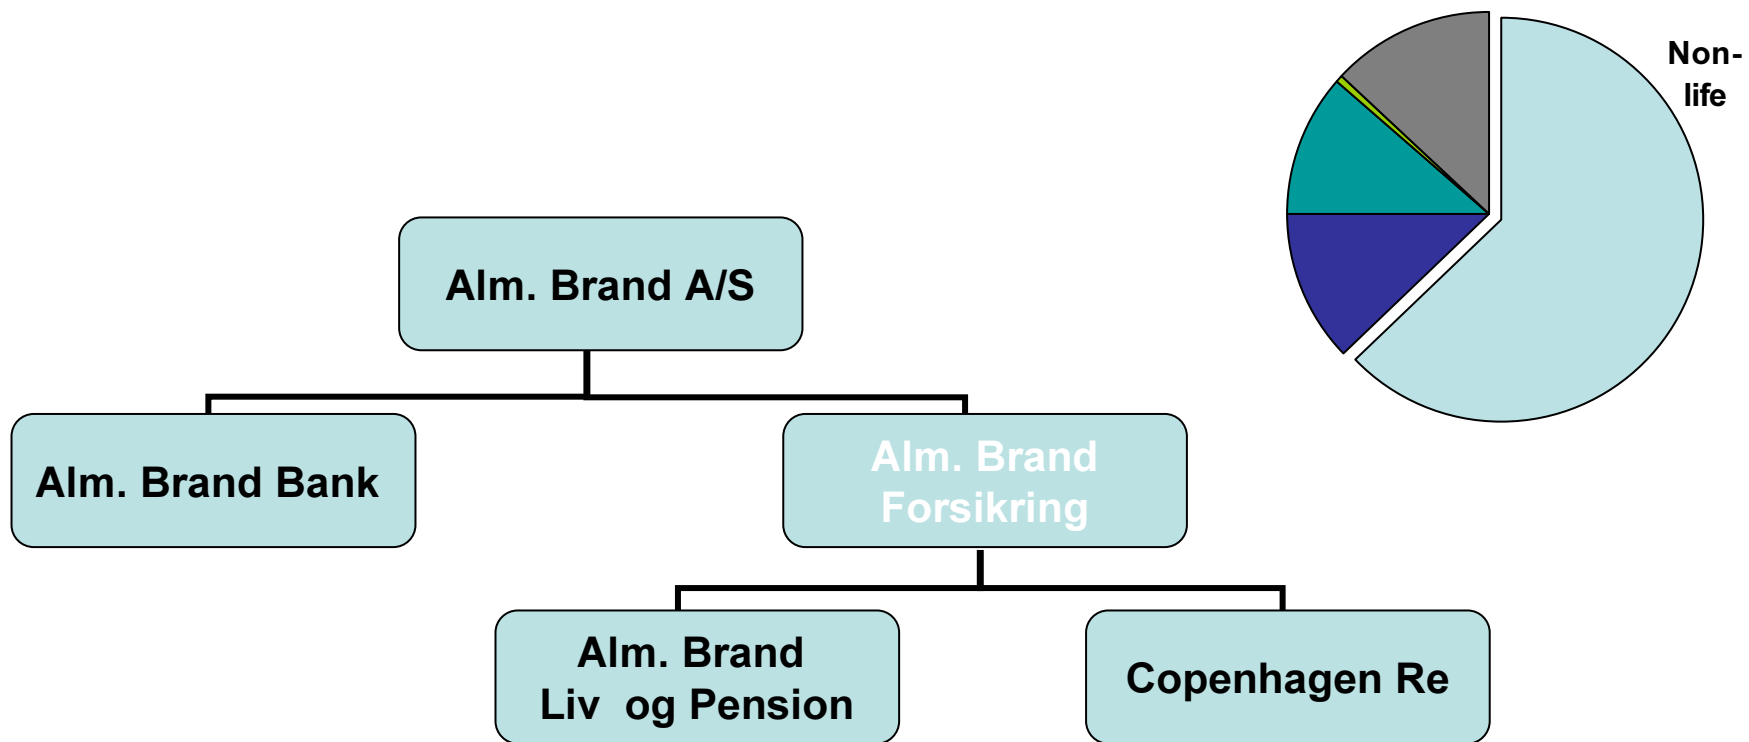 Non-
life
Alm. Brand A/S
Alm. Brand Bank
Alm. Brand
Forsikring
Alm. Brand
Liv og Pension
Copenhagen Re